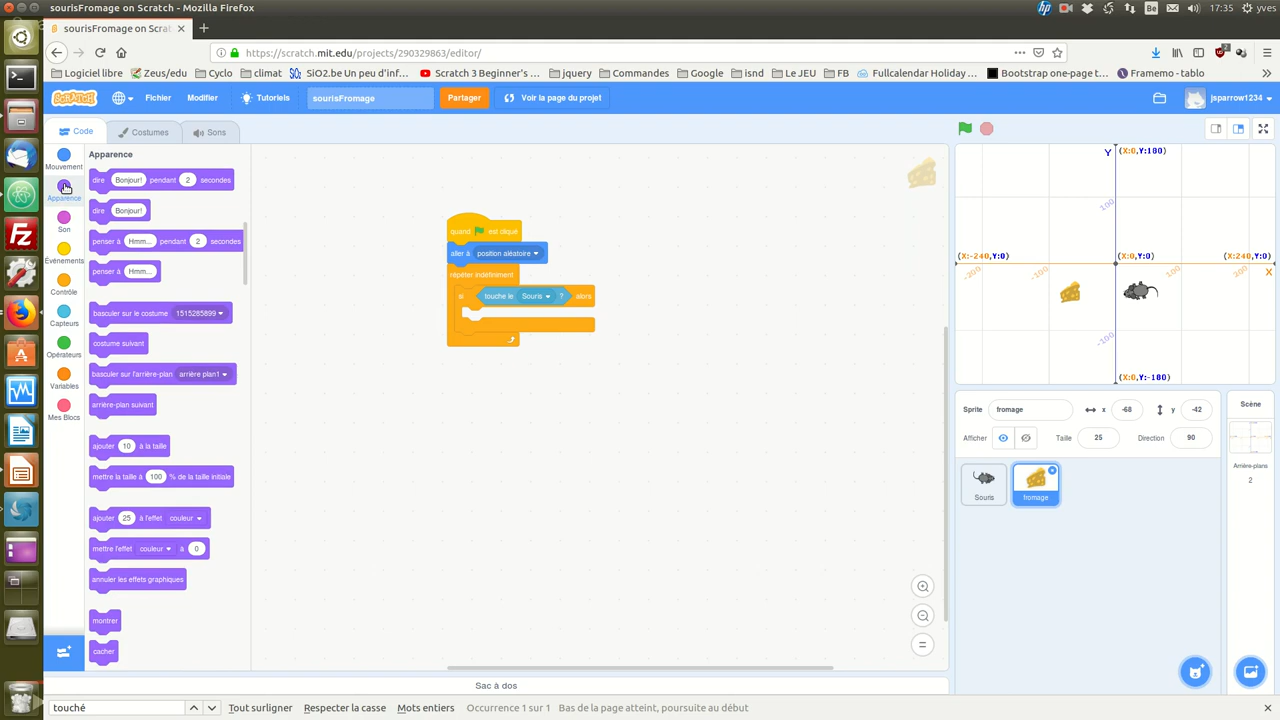 sourisFromage on Scratch - Mozilla Firefox
Be
17:35
yves
sourisFromage on Scratch - M
https://scratch.mit.edu/projects/290329863/editor/
Logiciel libre
Zeus/edu
Cyclo
climat
SiO2.be Un peu d'inf...
Scratch 3 Beginner's ...
jquery
Commandes
Google
isnd
Le JEU
FB
Fullcalendar Holiday ...
Bootstrap one-page t...
Framemo - tablo
SCRATCH
Fichier
Modifier
Tutoriels
sourisFromage
Partager
Voir la page du projet
jsparrow1234
Code
Costumes
Sons
Mouvement
Apparence
Son
Événements
Contrôle
Capteurs
Opérateurs
Variables
Mes Blocs
Apparence
dire Bonjour! pendant 2 secondes
dire Bonjour!
penser à Hmm... pendant 2 secondes
penser à Hmm...
basculer sur le costume 1515285899
costume suivant
basculer sur l'arrière-plan arrière plan1
arrière-plan suivant
ajouter 10 à la taille
mettre la taille à 100 % de la taille initiale
ajouter 25 à l'effet couleur
mettre l'effet couleur à 0
annuler les effets graphiques
montrer
cacher
quand est cliqué
aller à position aléatoire
répéter indéfiniment
si touche le Souris ? alors
Y (X:0,Y:180)
100
(X:-240,Y:0)
(X:0,Y:0)
(X:240,Y:0)
-200
-100
100
200
X
-100
(X:0,Y:-180)
Sprite fromage x -68 y -42
Afficher Taille 25 Direction 90
Souris
fromage
Scène
Arrière-plans
2
Sac à dos
touché
Tout surligner
Respecter la casse
Mots entiers
Occurrence 1 sur 1
Bas de la page atteint, poursuite au début